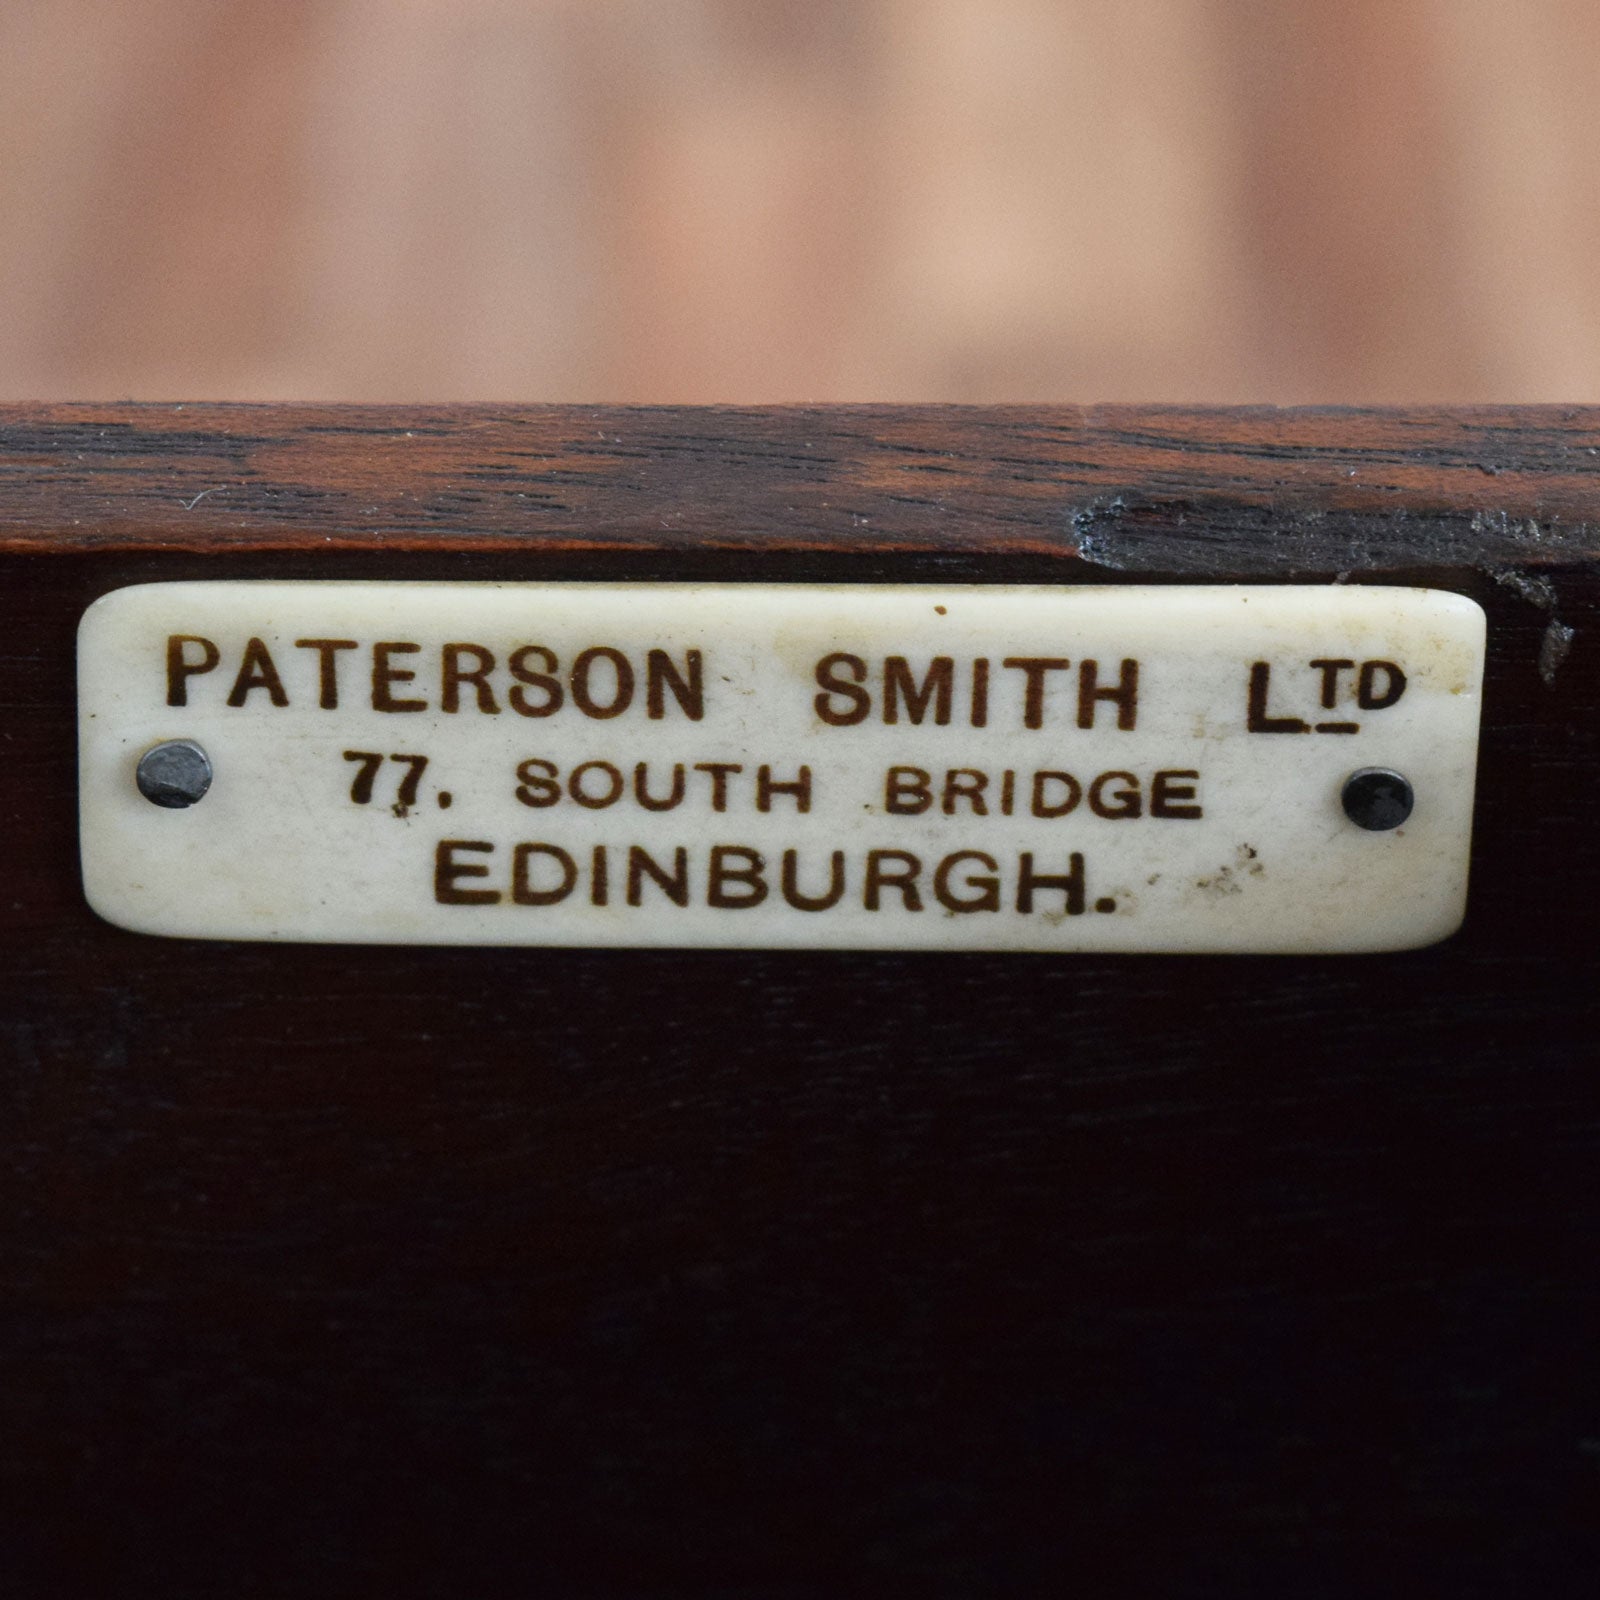 PATERSON SMITH LTD
77. SOUTH BRIDGE
EDINBURGH.